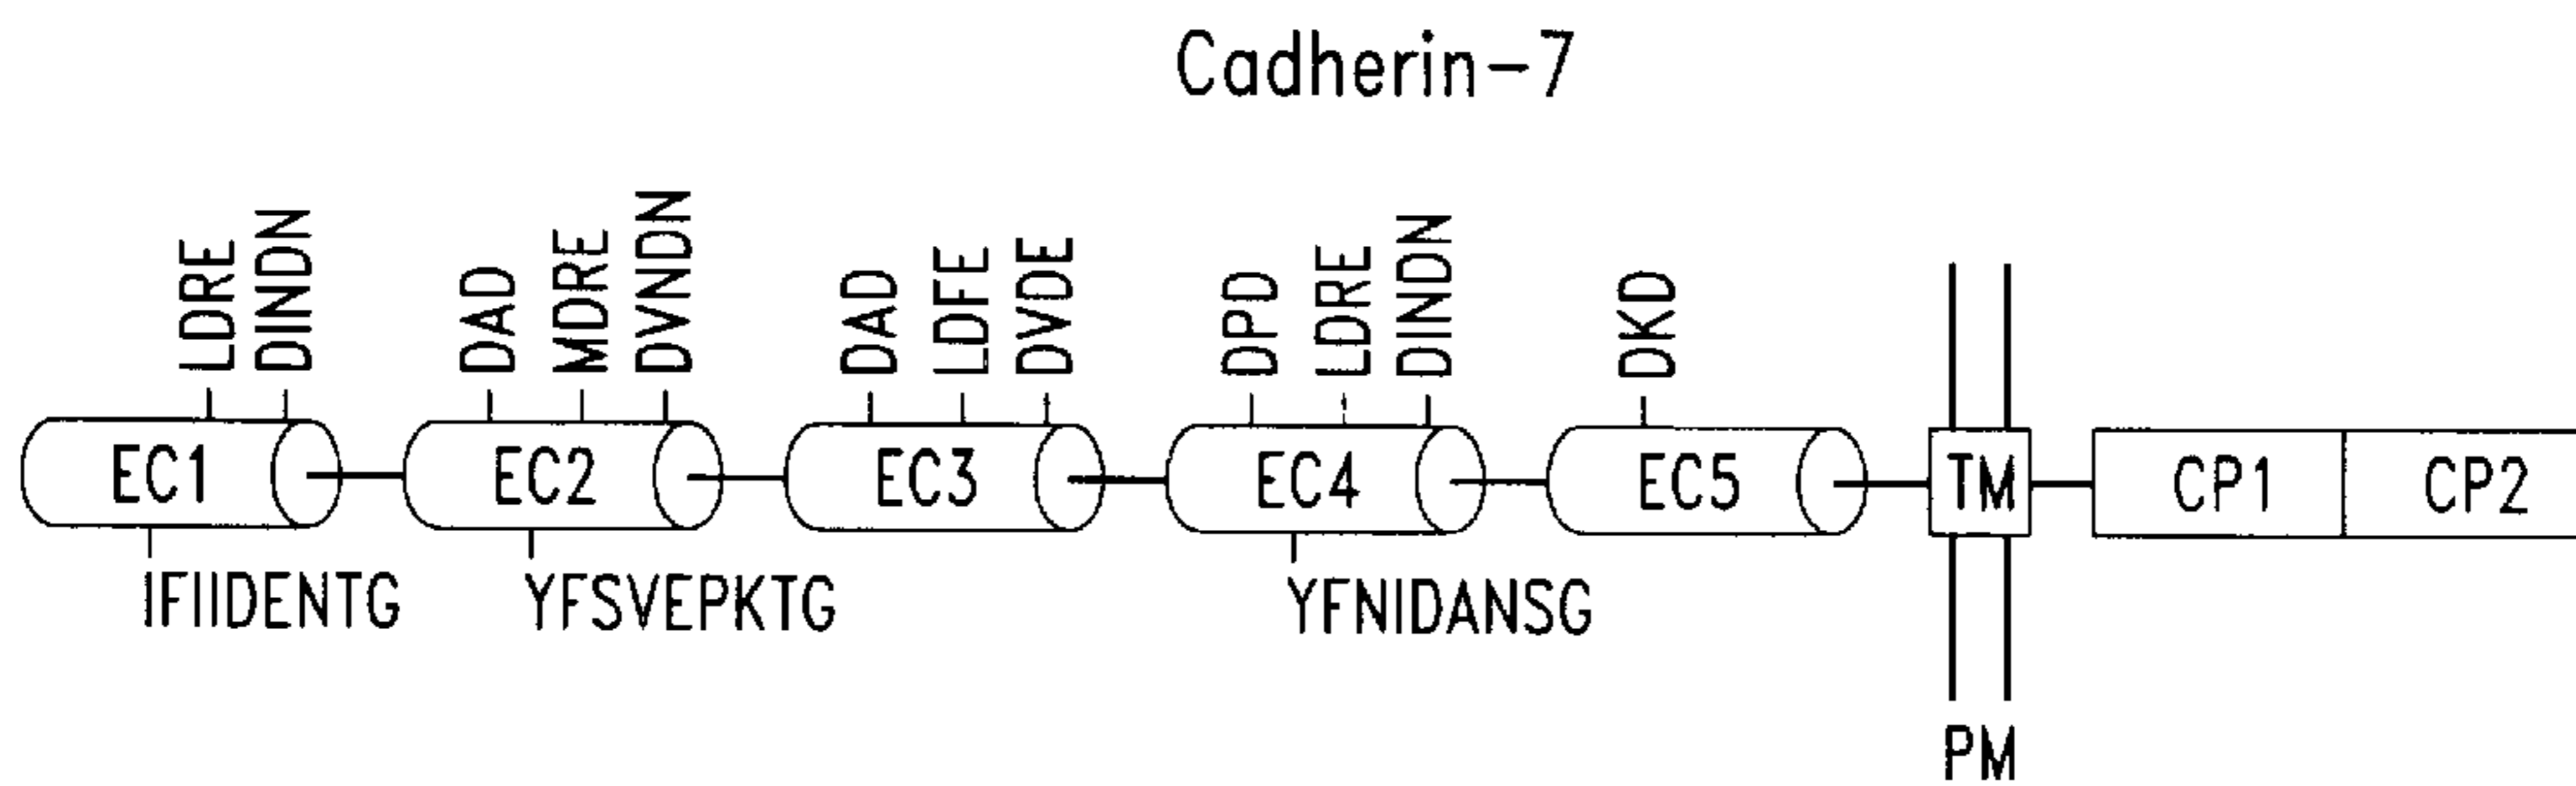 Cadherin-7
LDRE
DINDN
DAD
MDRE
DVNDN
DAD
LDFE
DVDE
DPD
LDRE
DINDN
DKD
EC1
EC2
EC3
EC4
EC5
TM
CP1
CP2
IFIIDENTG
YFSVEPKTG
YFNIDANSG
PM